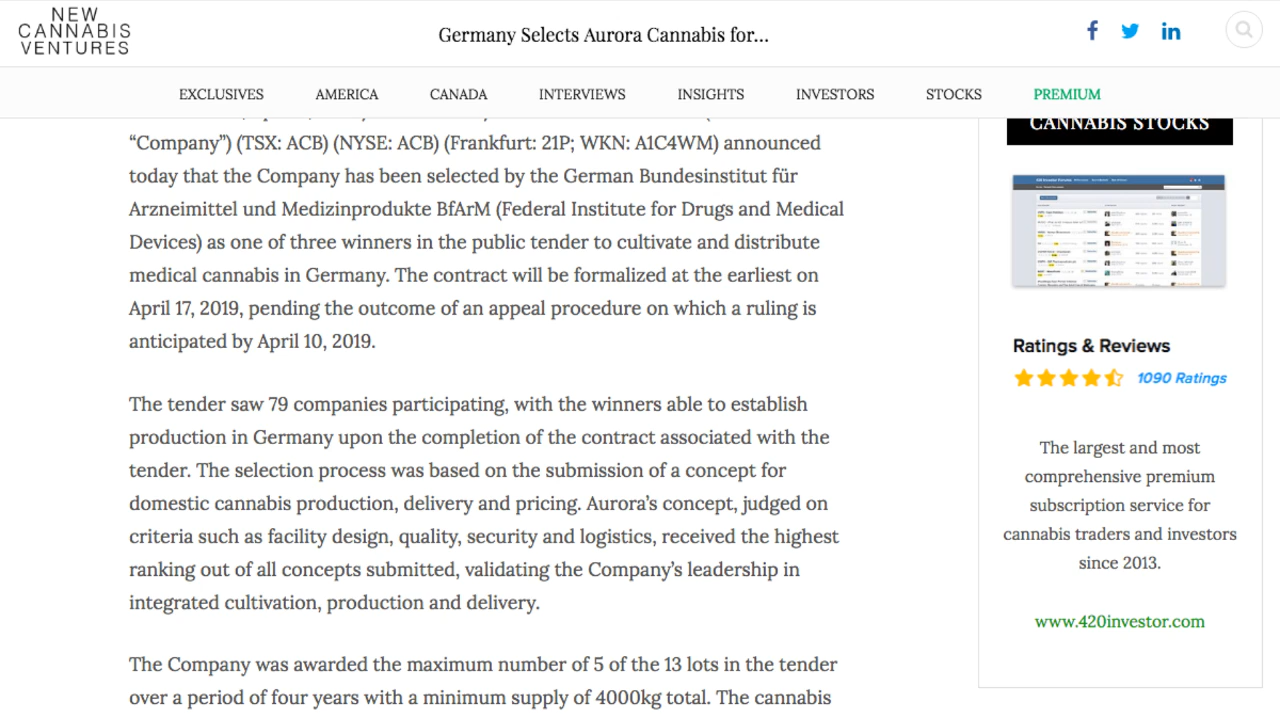 NEW
CANNABIS
VENTURES
Germany Selects Aurora Cannabis for...
EXCLUSIVES AMERICA CANADA INTERVIEWS INSIGHTS INVESTORS STOCKS PREMIUM
“Company”) (TSX: ACB) (NYSE: ACB) (Frankfurt: 21P; WKN: A1C4WM) announced
today that the Company has been selected by the German Bundesinstitut für
Arzneimittel und Medizinprodukte BfArM (Federal Institute for Drugs and Medical
Devices) as one of three winners in the public tender to cultivate and distribute
medical cannabis in Germany. The contract will be formalized at the earliest on
April 17, 2019, pending the outcome of an appeal procedure on which a ruling is
anticipated by April 10, 2019.
The tender saw 79 companies participating, with the winners able to establish
production in Germany upon the completion of the contract associated with the
tender. The selection process was based on the submission of a concept for
domestic cannabis production, delivery and pricing. Aurora’s concept, judged on
criteria such as facility design, quality, security and logistics, received the highest
ranking out of all concepts submitted, validating the Company’s leadership in
integrated cultivation, production and delivery.
The Company was awarded the maximum number of 5 of the 13 lots in the tender
over a period of four years with a minimum supply of 4000kg total. The cannabis
CANNABIS STOCKS
Ratings & Reviews
1090 Ratings
The largest and most
comprehensive premium
subscription service for
cannabis traders and investors
since 2013.
www.420investor.com